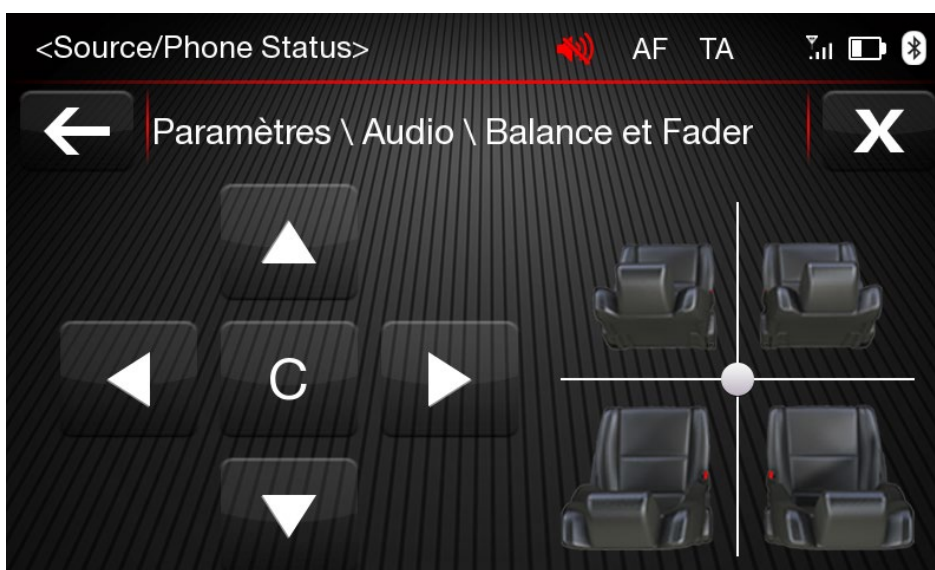 <Source/Phone Status> AF TA
Paramètres \ Audio \ Balance et Fader X
C